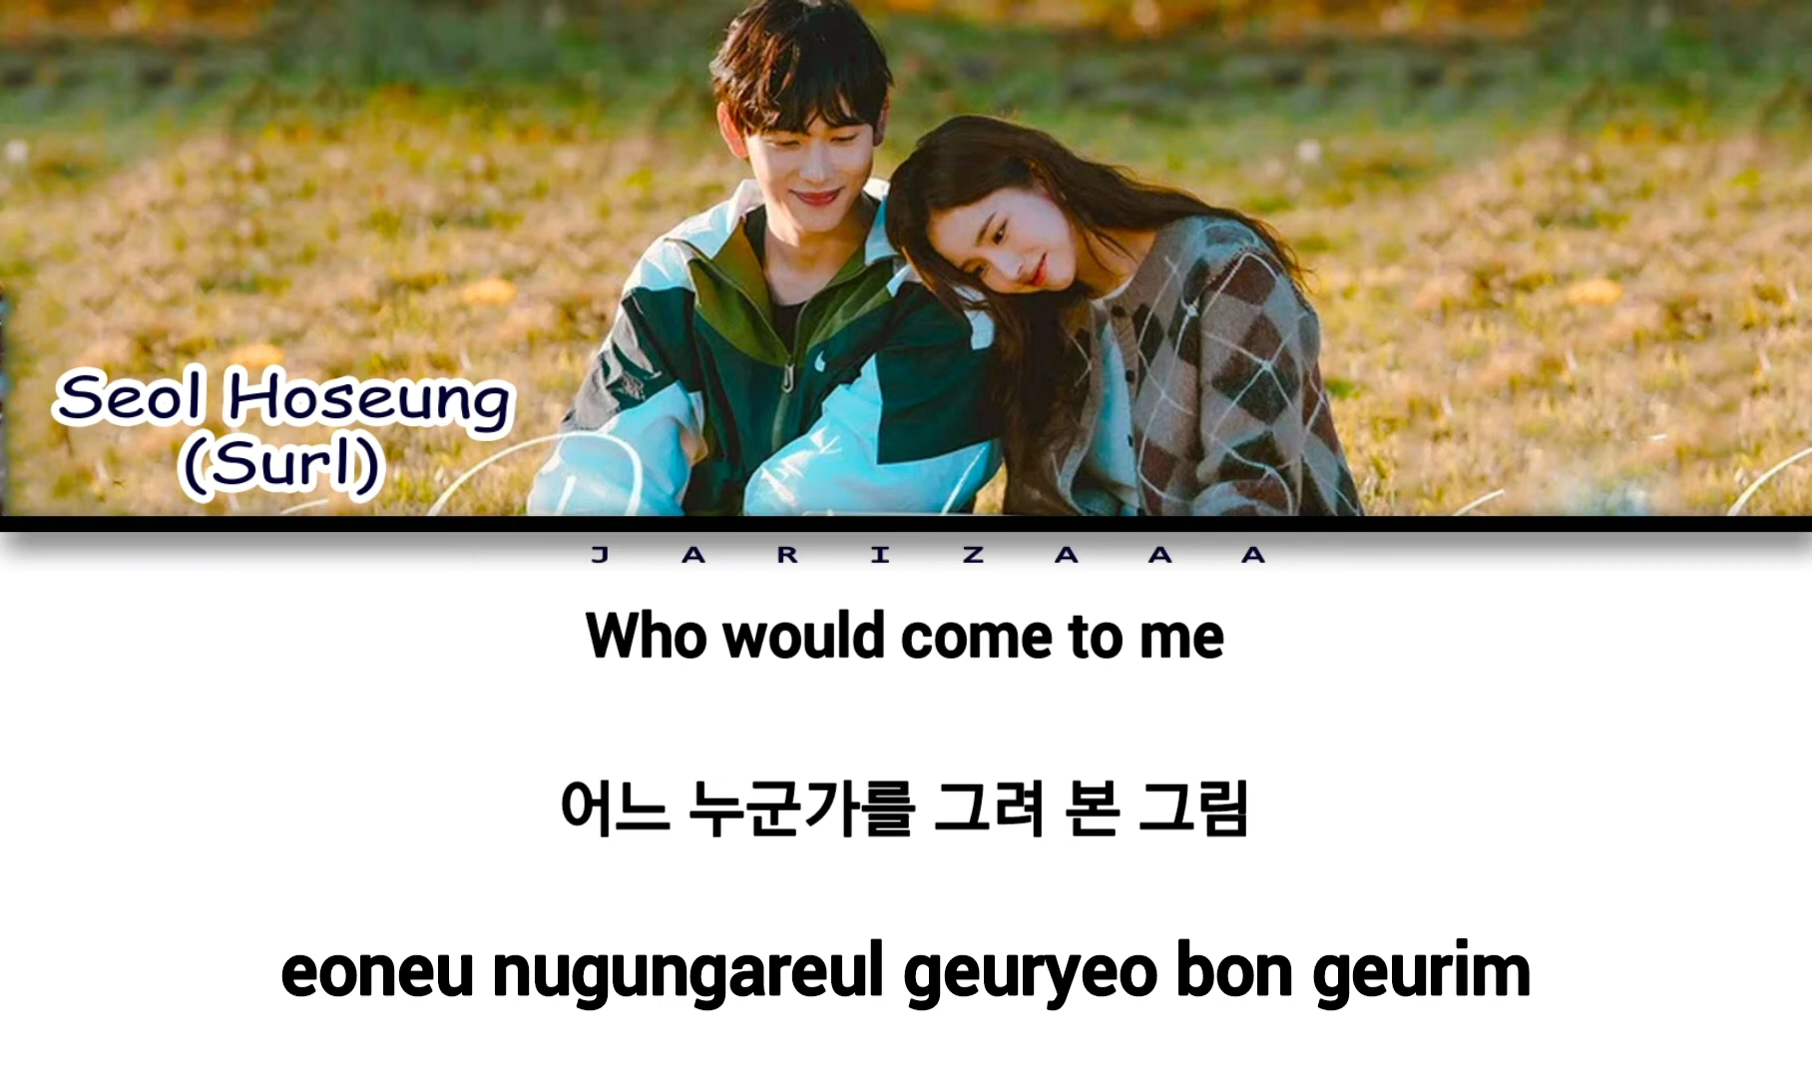 Seol Hoseung
(Surl)
JARIZAAA
Who would come to me
어느 누군가를 그려 본 그림
eoneu nugungareul geuryeo bon geurim